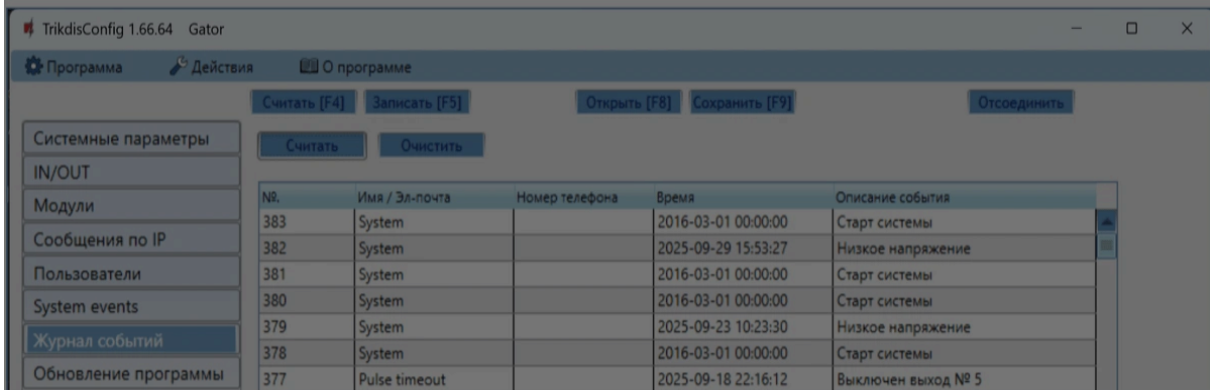 TrikdisConfig 1.66.64 Gator
Программа Действия О программе
Считать [F4] Записать [F5] Открыть [F8] Сохранить [F9] Отсоединить
Системные параметры
Считать Очистить
IN/OUT
Модули
Сообщения по IP
Пользователи
System events
Журнал событий
Обновление программы
№. Имя / Эл-почта Номер телефона Время Описание события
383 System 2016-03-01 00:00:00 Старт системы
382 System 2025-09-29 15:53:27 Низкое напряжение
381 System 2016-03-01 00:00:00 Старт системы
380 System 2016-03-01 00:00:00 Старт системы
379 System 2025-09-23 10:23:30 Низкое напряжение
378 System 2016-03-01 00:00:00 Старт системы
377 Pulse timeout 2025-09-18 22:16:12 Выключен выход № 5